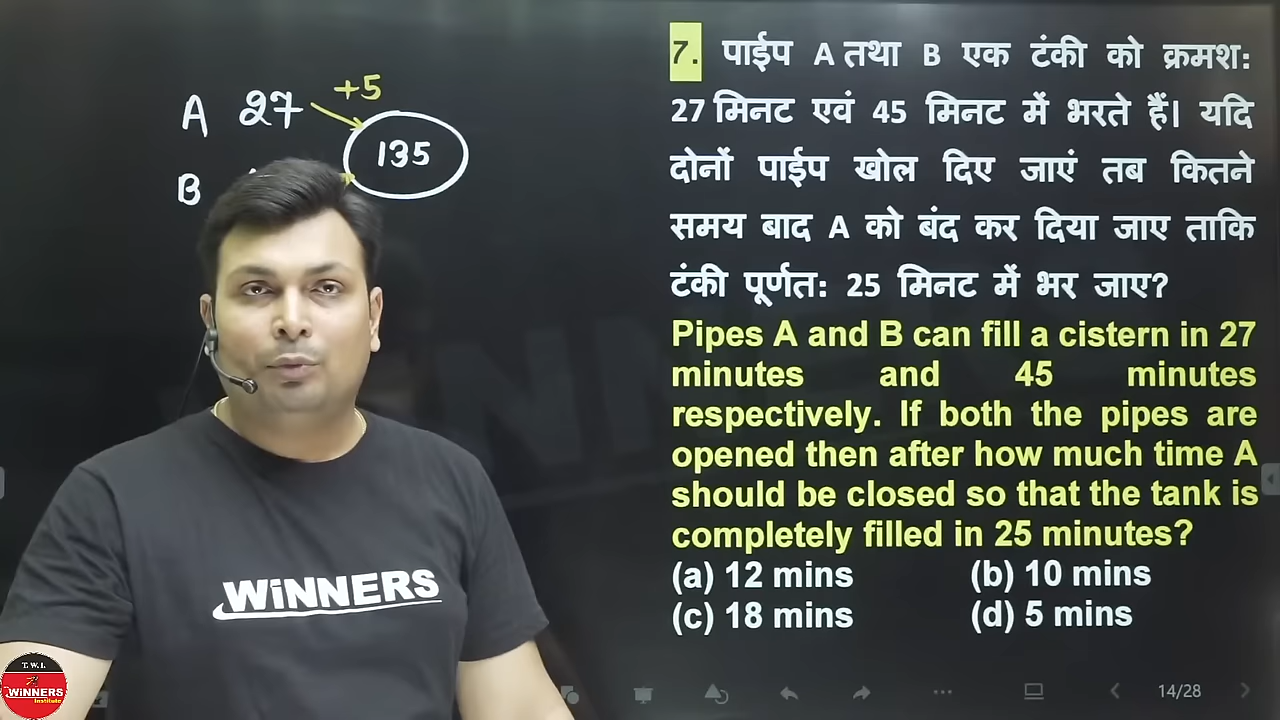 A 27 +5
135
B
7. पाईप A तथा B एक टंकी को क्रमश:
27 मिनट एवं 45 मिनट में भरते हैं। यदि
दोनों पाईप खोल दिए जाएं तब कितने
समय बाद A को बंद कर दिया जाए ताकि
टंकी पूर्णत: 25 मिनट में भर जाए?
Pipes A and B can fill a cistern in 27
minutes and 45 minutes
respectively. If both the pipes are
opened then after how much time A
should be closed so that the tank is
completely filled in 25 minutes?
(a) 12 mins (b) 10 mins
(c) 18 mins (d) 5 mins
WiNNERS
T. W. I.
WINNERS
Institute
14/28